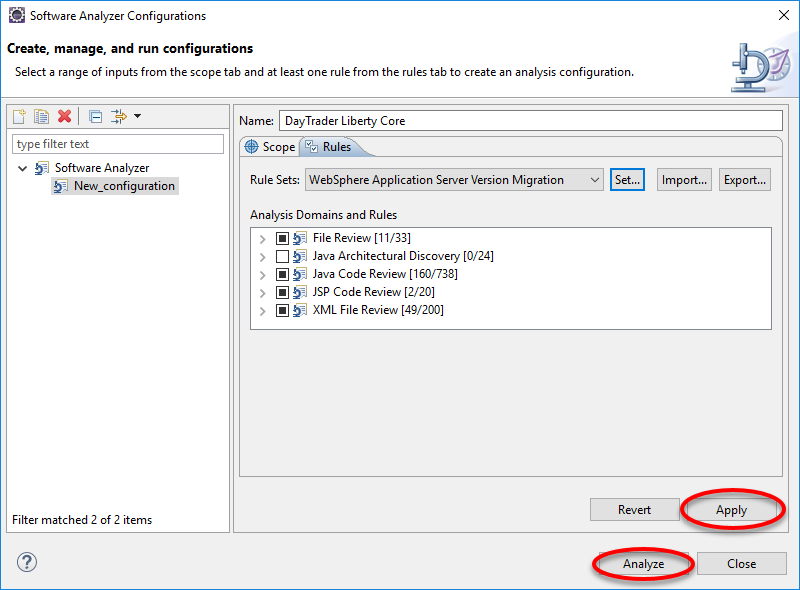 Software Analyzer Configurations
Create, manage, and run configurations
Select a range of inputs from the scope tab and at least one rule from the rules tab to create an analysis configuration.
type filter text
Software Analyzer
New_configuration
Filter matched 2 of 2 items
Name: DayTrader Liberty Core
Scope Rules
Rule Sets: WebSphere Application Server Version Migration Set... Import... Export...
Analysis Domains and Rules
File Review [11/33]
Java Architectural Discovery [0/24]
Java Code Review [160/738]
JSP Code Review [2/20]
XML File Review [49/200]
Revert Apply
? Analyze Close